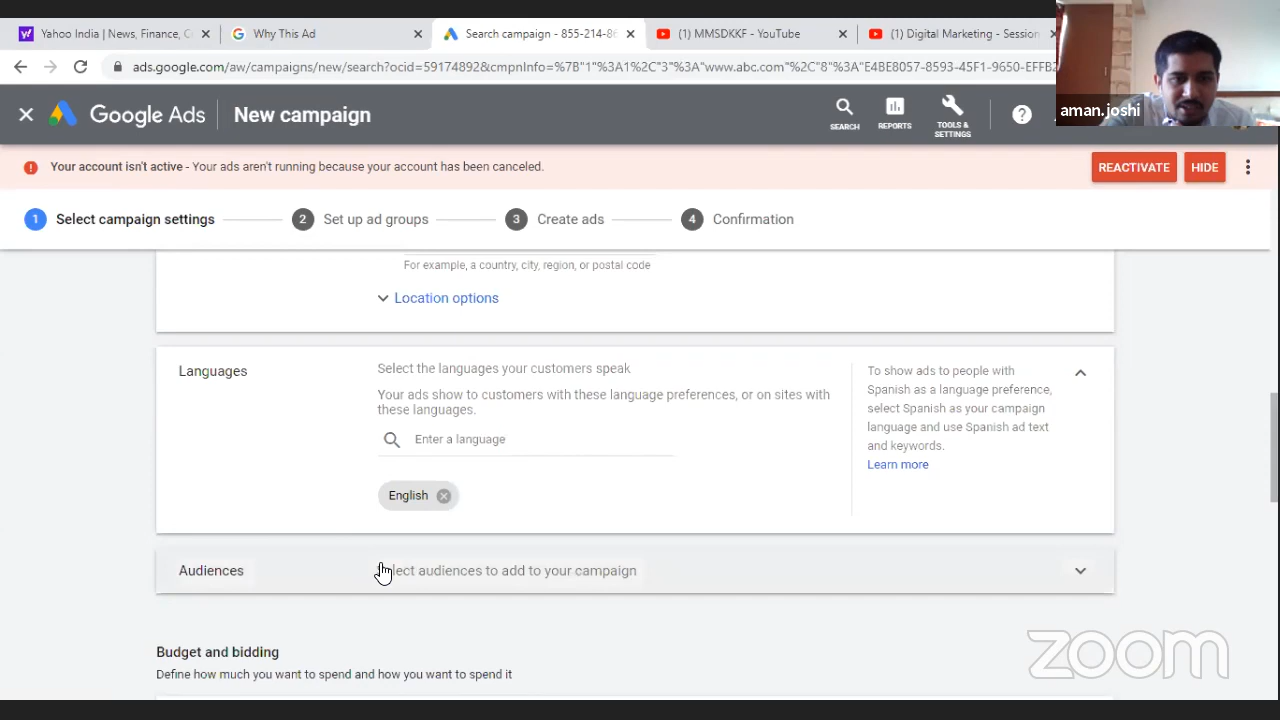 Yahoo India | News, Finance, C
Why This Ad
Search campaign - 855-214-86
(1) MMSDKKF - YouTube
(1) Digital Marketing - Session
ads.google.com/aw/campaigns/new/search?ocid=59174892&cmpnInfo=%7B"1"%3A1%2C"3"%3A"www.abc.com"%2C"8"%3A"E4BE8057-8593-45F1-9650-EFFB2
aman.joshi
Google Ads
New campaign
SEARCH
REPORTS
TOOLS &
SETTINGS
Your account isn't active - Your ads aren't running because your account has been canceled.
REACTIVATE
HIDE
1 Select campaign settings
2 Set up ad groups
3 Create ads
4 Confirmation
For example, a country, city, region, or postal code
Location options
Languages
Select the languages your customers speak
Your ads show to customers with these language preferences, or on sites with
these languages.
Enter a language
English
To show ads to people with
Spanish as a language preference,
select Spanish as your campaign
language and use Spanish ad text
and keywords.
Learn more
Audiences
lect audiences to add to your campaign
Budget and bidding
Define how much you want to spend and how you want to spend it
zoom